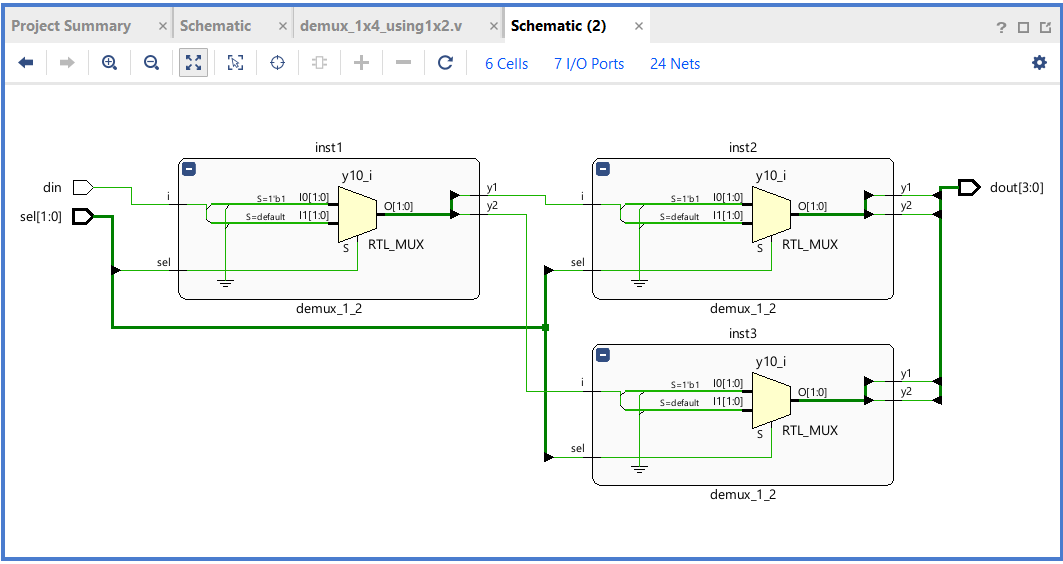 Project Summary × Schematic × demux_1x4_using1x2.v × Schematic (2) × ?
6 Cells 7 I/O Ports 24 Nets
inst1
y10_i
din
sel[1:0]
i
S=1'b1 I0[1:0]
S=default I1[1:0]
O[1:0]
S
RTL_MUX
sel
y1
y2
demux_1_2
inst2
y10_i
i
S=1'b1 I0[1:0]
S=default I1[1:0]
O[1:0]
S
RTL_MUX
sel
y1
y2
dout[3:0]
demux_1_2
inst3
y10_i
i
S=1'b1 I0[1:0]
S=default I1[1:0]
O[1:0]
S
RTL_MUX
sel
y1
y2
demux_1_2